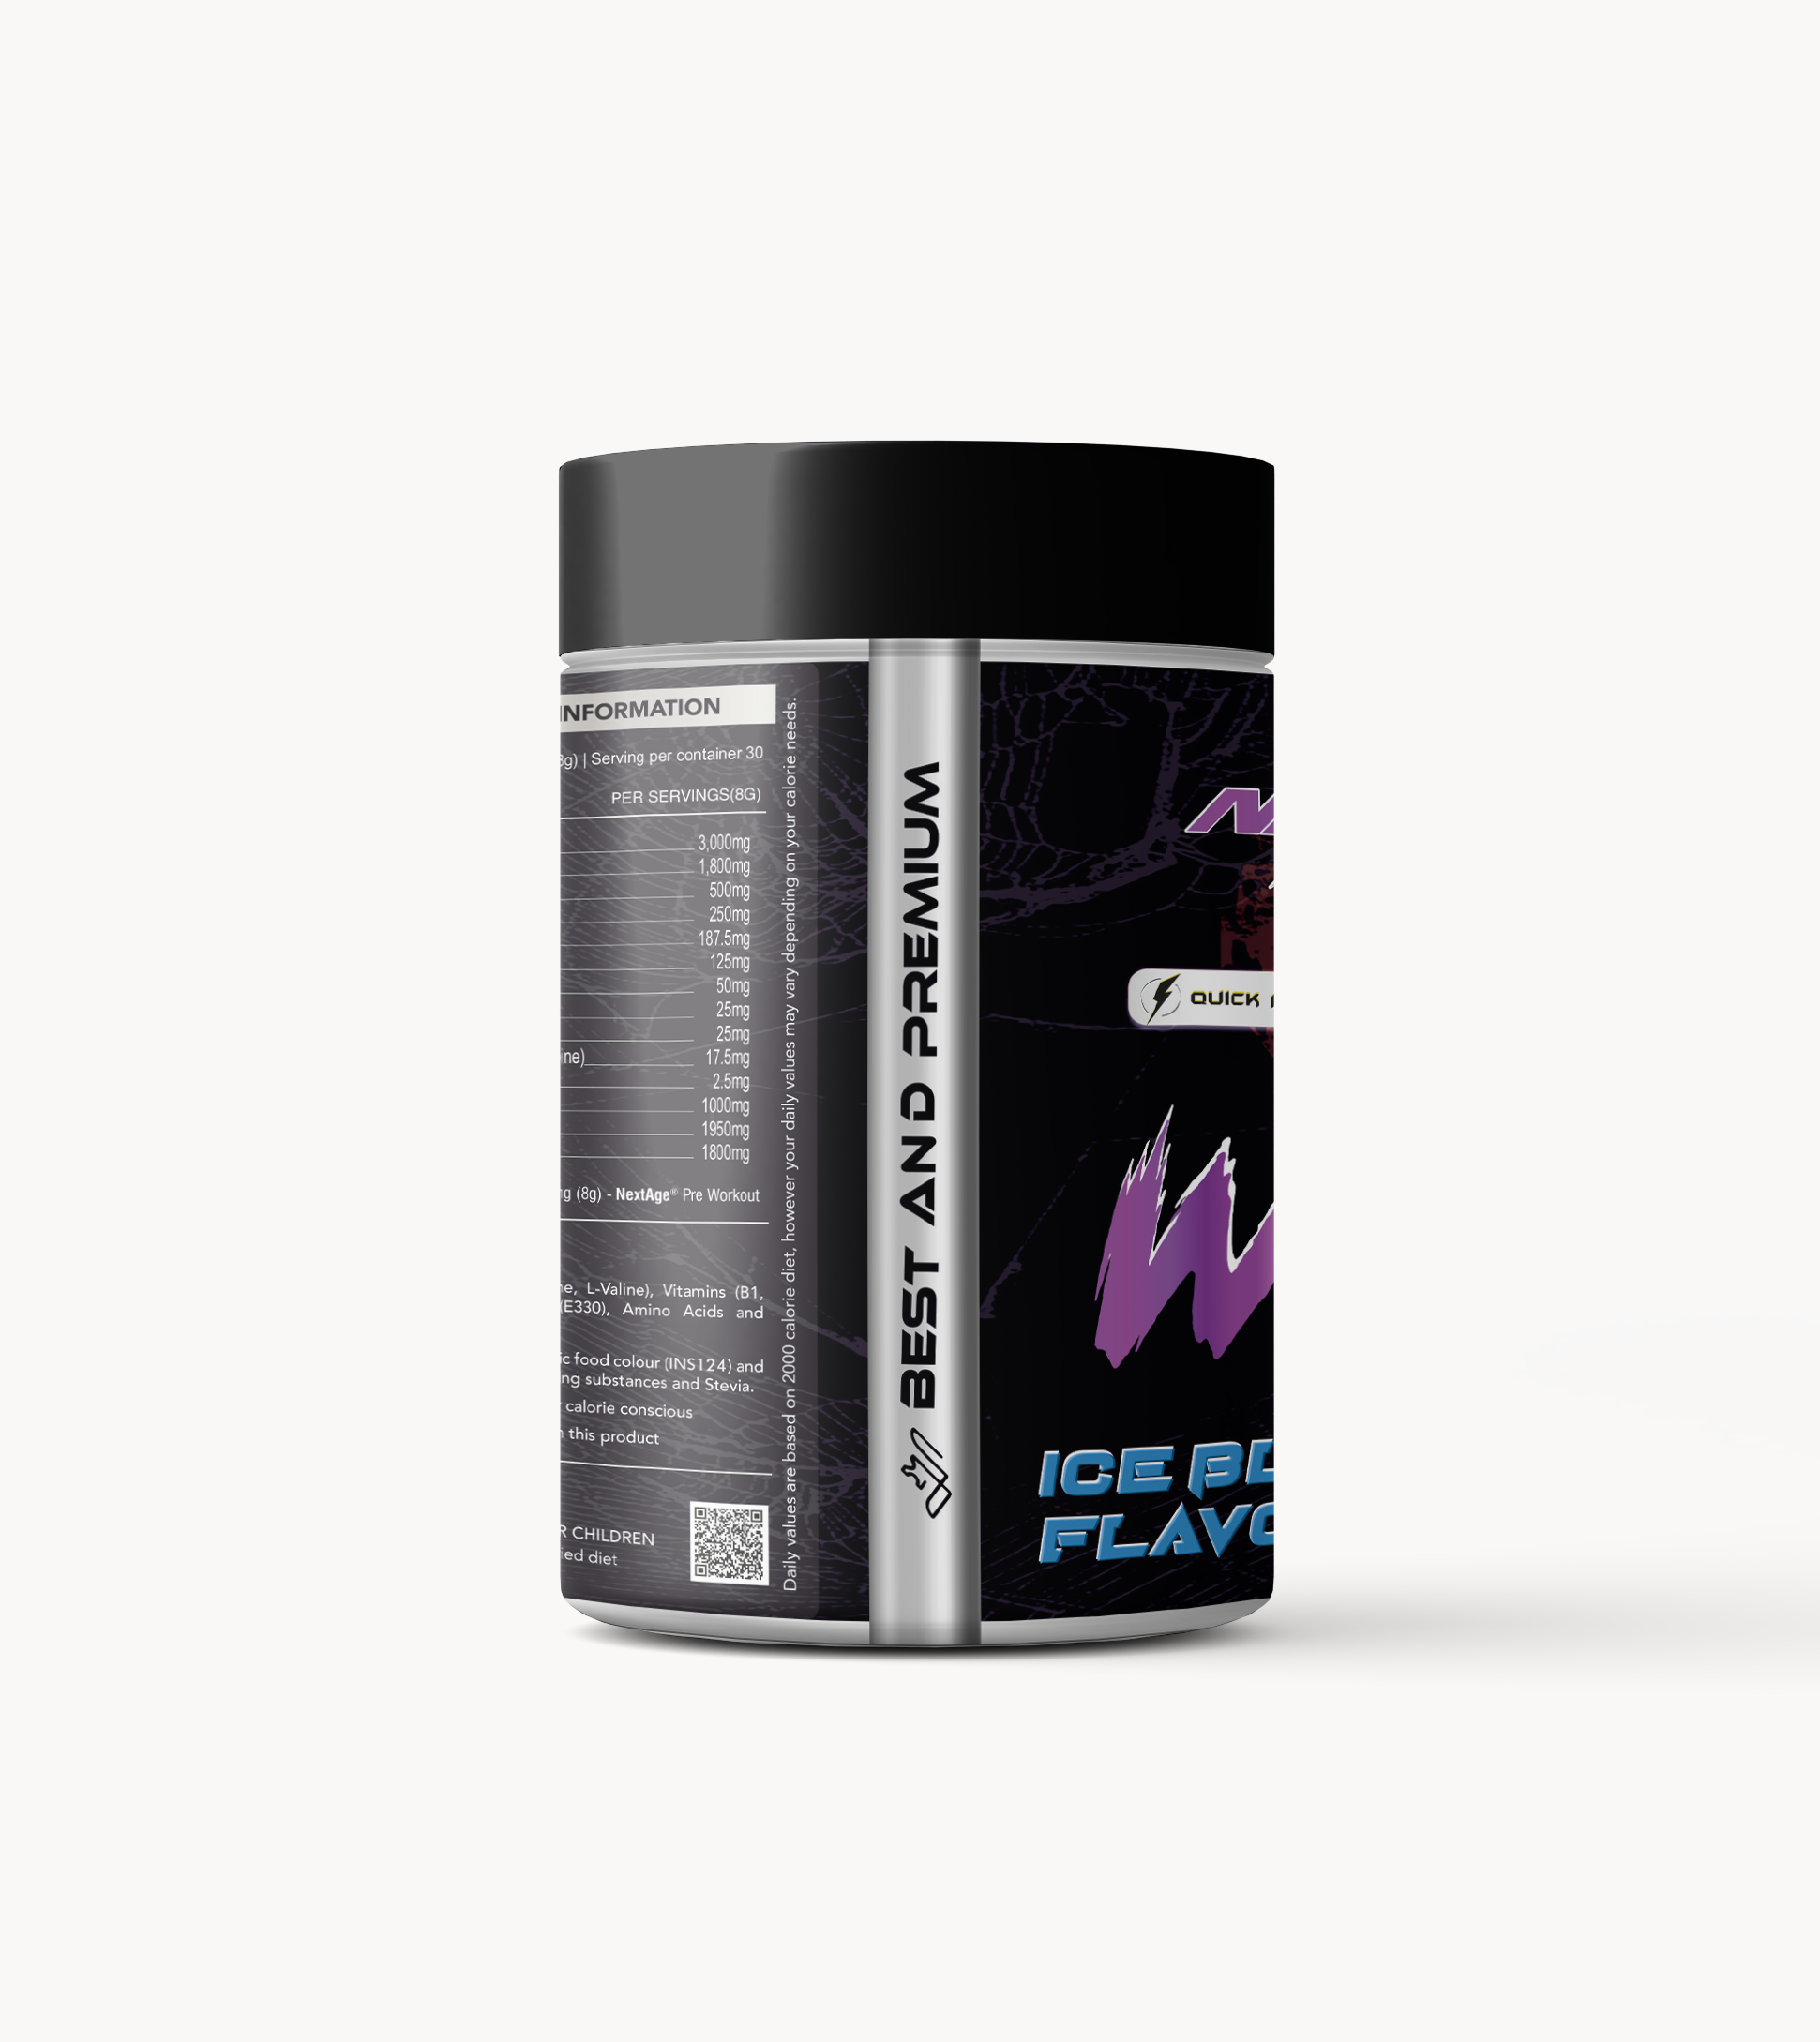 INFORMATION
3g) | Serving per container 30
PER SERVINGS(8G)
3,000mg
1,800mg
500mg
250mg
187.5mg
125mg
50mg
25mg
25mg
ine) 17.5mg
2.5mg
1000mg
1950mg
1800mg
(8g) - NextAge® Pre Workout
L-Valine), Vitamins (B1,
(E330), Amino Acids and
food colour (INS124) and
substances and Stevia.
calorie conscious
this product
CHILDREN
diet
Daily values are based on 2000 calorie diet, however your daily values may vary depending on your calorie needs.
BEST AND PREMIUM
QUICK
ICE
FLAVO